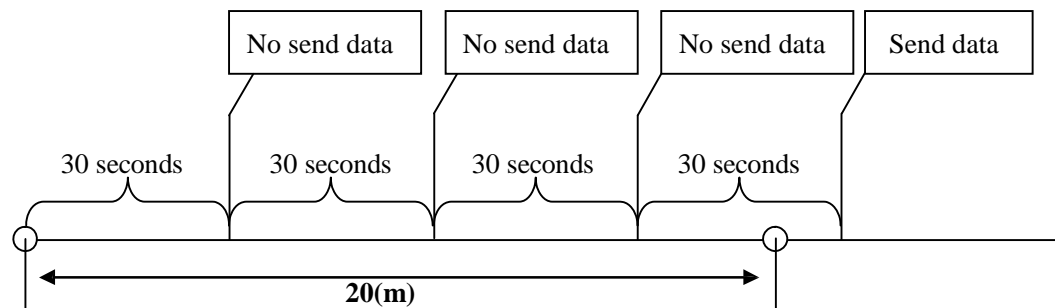 No send data
No send data
No send data
Send data
30 seconds
30 seconds
30 seconds
30 seconds
20(m)